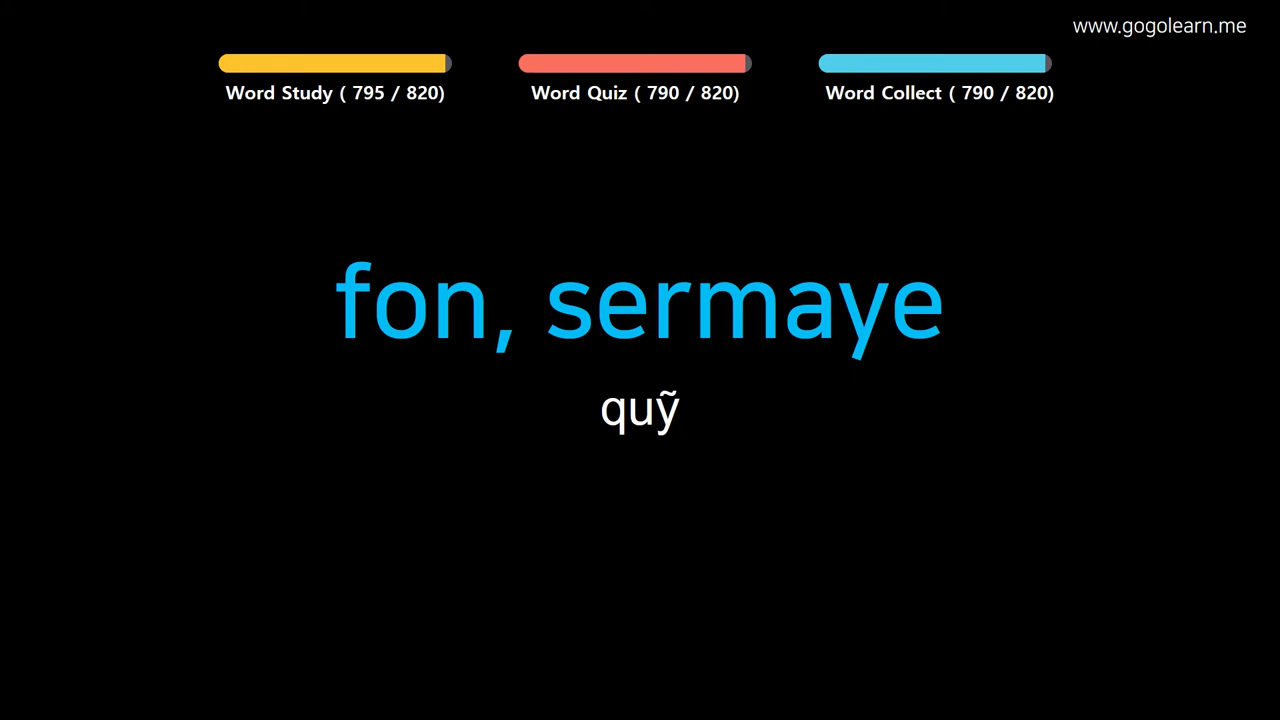 www.gogolearn.me
Word Study ( 795 / 820)
Word Quiz ( 790 / 820)
Word Collect ( 790 / 820)
fon, sermaye
quỹ